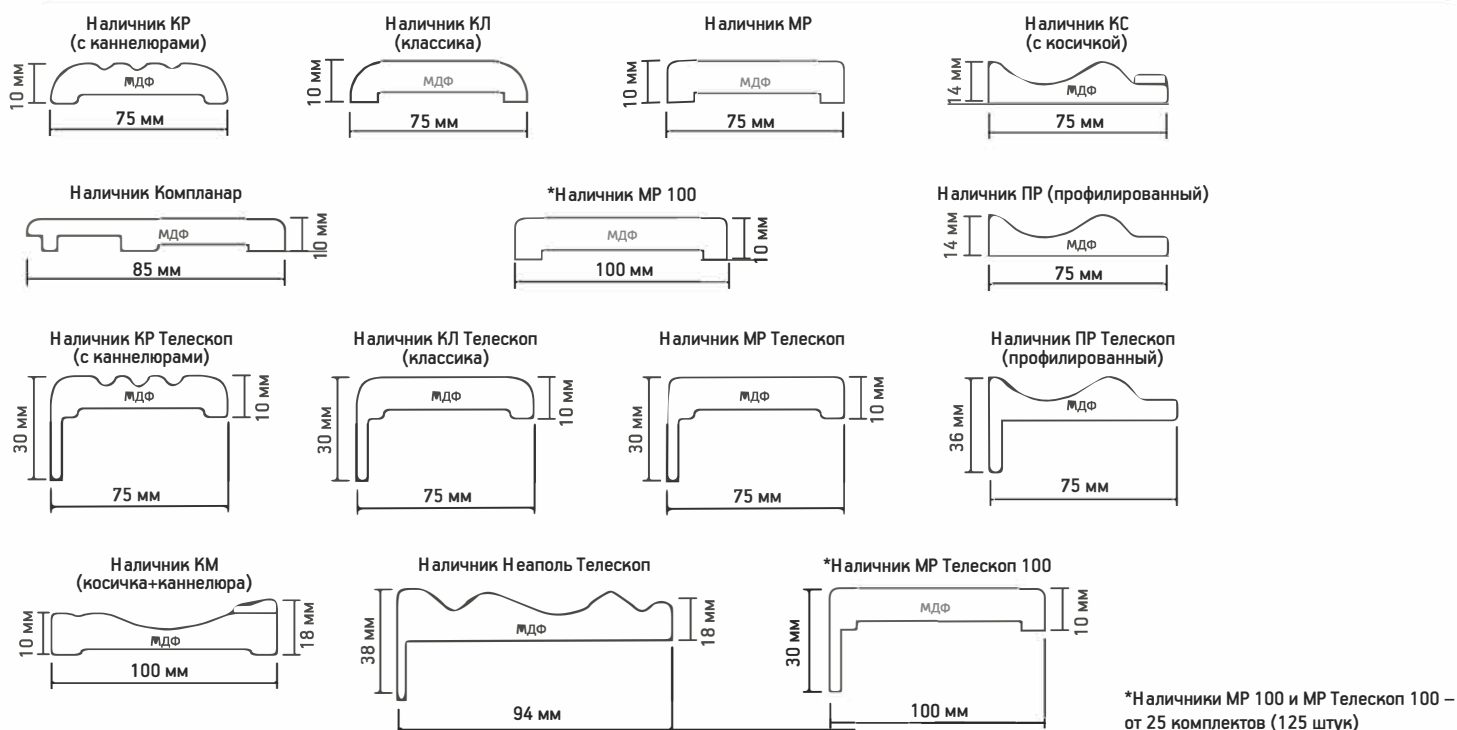 Наличник КР
(с каннелюрами)
10 мм
МДФ
75 мм
Наличник КЛ
(классика)
10 мм
МДФ
75 мм
Наличник МР
10 мм
МДФ
75 мм
Наличник КС
(с косичкой)
14 мм
МДФ
75 мм
Наличник Компланар
МДФ
10 мм
85 мм
*Наличник МР 100
МДФ
10 мм
100 мм
Наличник ПР (профилированный)
14 мм
МДФ
75 мм
Наличник КР Телескоп
(с каннелюрами)
30 мм
МДФ
10 мм
75 мм
Наличник КЛ Телескоп
(классика)
30 мм
МДФ
10 мм
75 мм
Наличник МР Телескоп
30 мм
МДФ
10 мм
75 мм
Наличник ПР Телескоп
(профилированный)
36 мм
МДФ
75 мм
Наличник КМ
(косичка+каннелюра)
10 мм
МДФ
18 мм
100 мм
Наличник Неаполь Телескоп
38 мм
МДФ
18 мм
94 мм
*Наличник МР Телескоп 100
30 мм
МДФ
10 мм
100 мм
*Наличники МР 100 и МР Телескоп 100 –
от 25 комплектов (125 штук)